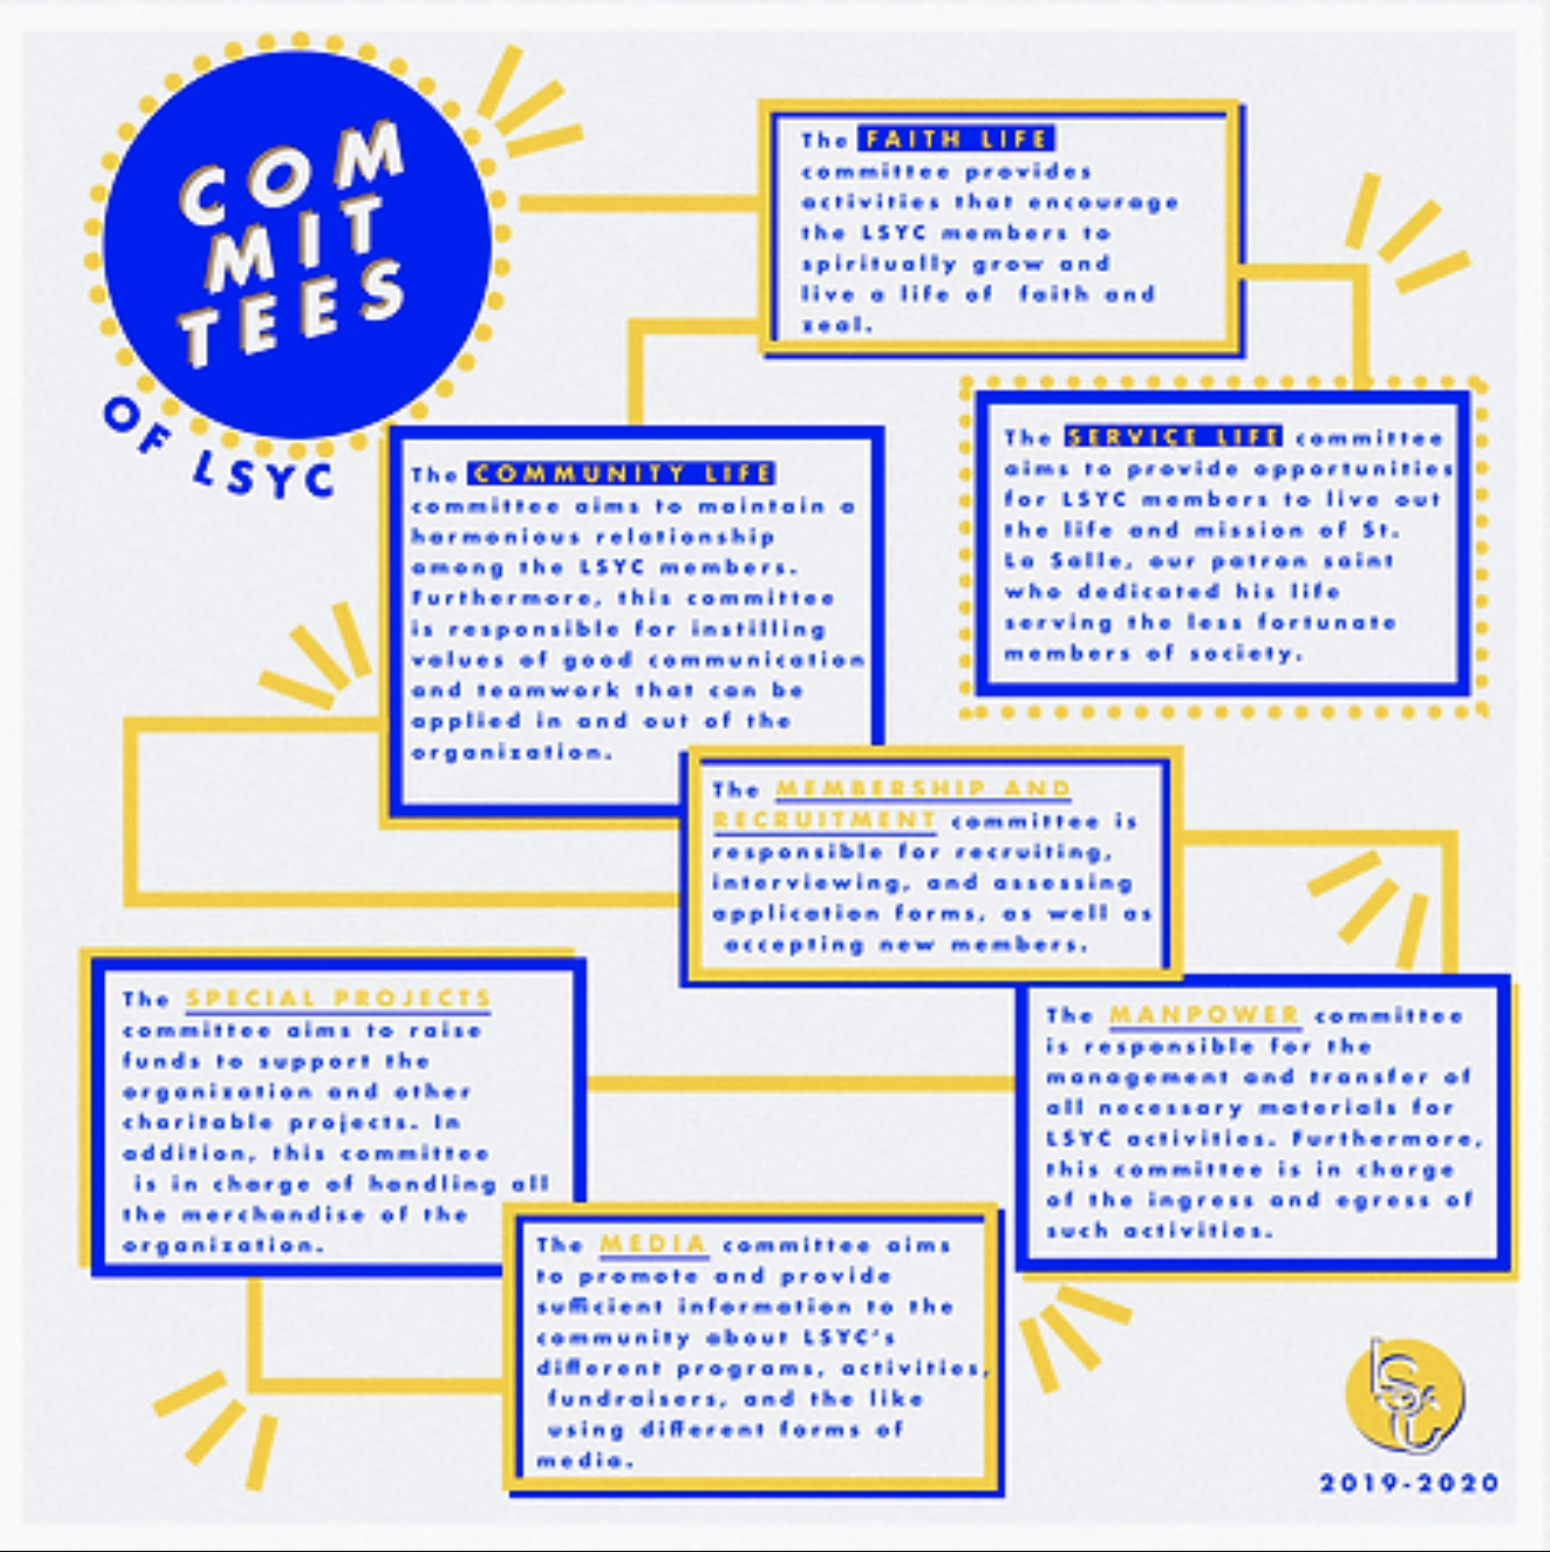 COM
MIT
TEES
OF LSYC
The FAITH LIFE
committee provides
activities that encourage
the LSYC members to
spiritually grow and
live a life of faith and
zeal.
The SERVICE LIFE committee
aims to provide opportunities
for LSYC members to live out
the life and mission of St.
La Salle, our patron saint
who dedicated his life
serving the less fortunate
members of society.
The COMMUNITY LIFE
committee aims to maintain a
harmonious relationship
among the LSYC members.
Furthermore, this committee
is responsible for instilling
values of good communication
and teamwork that can be
applied in and out of the
organization.
The MEMBERSHIP AND
RECRUITMENT committee is
responsible for recruiting,
interviewing, and assessing
application forms, as well as
accepting new members.
The SPECIAL PROJECTS
committee aims to raise
funds to support the
organization and other
charitable projects. In
addition, this committee
is in charge of handling all
the merchandise of the
organization.
The MANPOWER committee
is responsible for the
management and transfer of
all necessary materials for
LSYC activities. Furthermore,
this committee is in charge
of the ingress and egress of
such activities.
The MEDIA committee aims
to promote and provide
sufficient information to the
community about LSYC's
different programs, activities,
fundraisers, and the like
using different forms of
media.
2019-2020